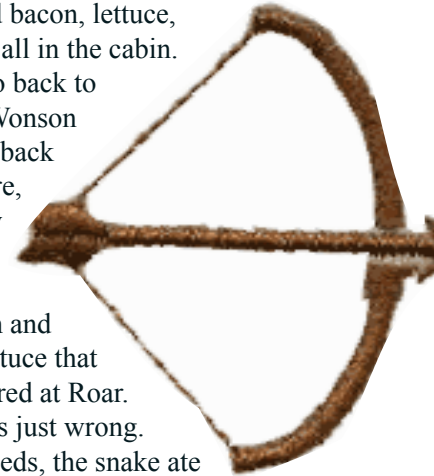 bacon, lettuce,
all in the cabin.
back to
Vonson
back
re,
n and
tuce that
red at Roar.
s just wrong.
eds, the snake ate